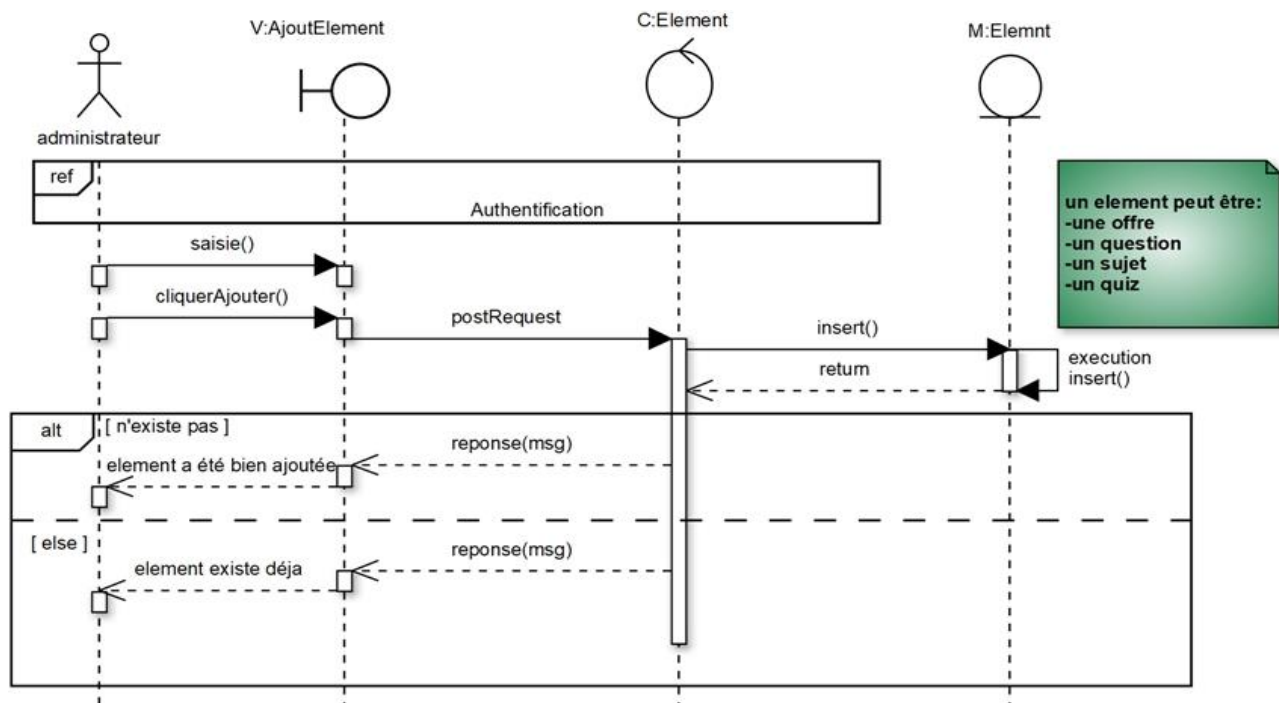 V:AjoutElement
C:Element
M:Elemnt
administrateur
ref
Authentification
un element peut être:
-une offre
-un question
-un sujet
-un quiz
saisie()
cliquerAjouter()
postRequest
insert()
execution
insert()
return
alt
[ n'existe pas ]
reponse(msg)
element a été bien ajoutée
[ else ]
reponse(msg)
element existe déja